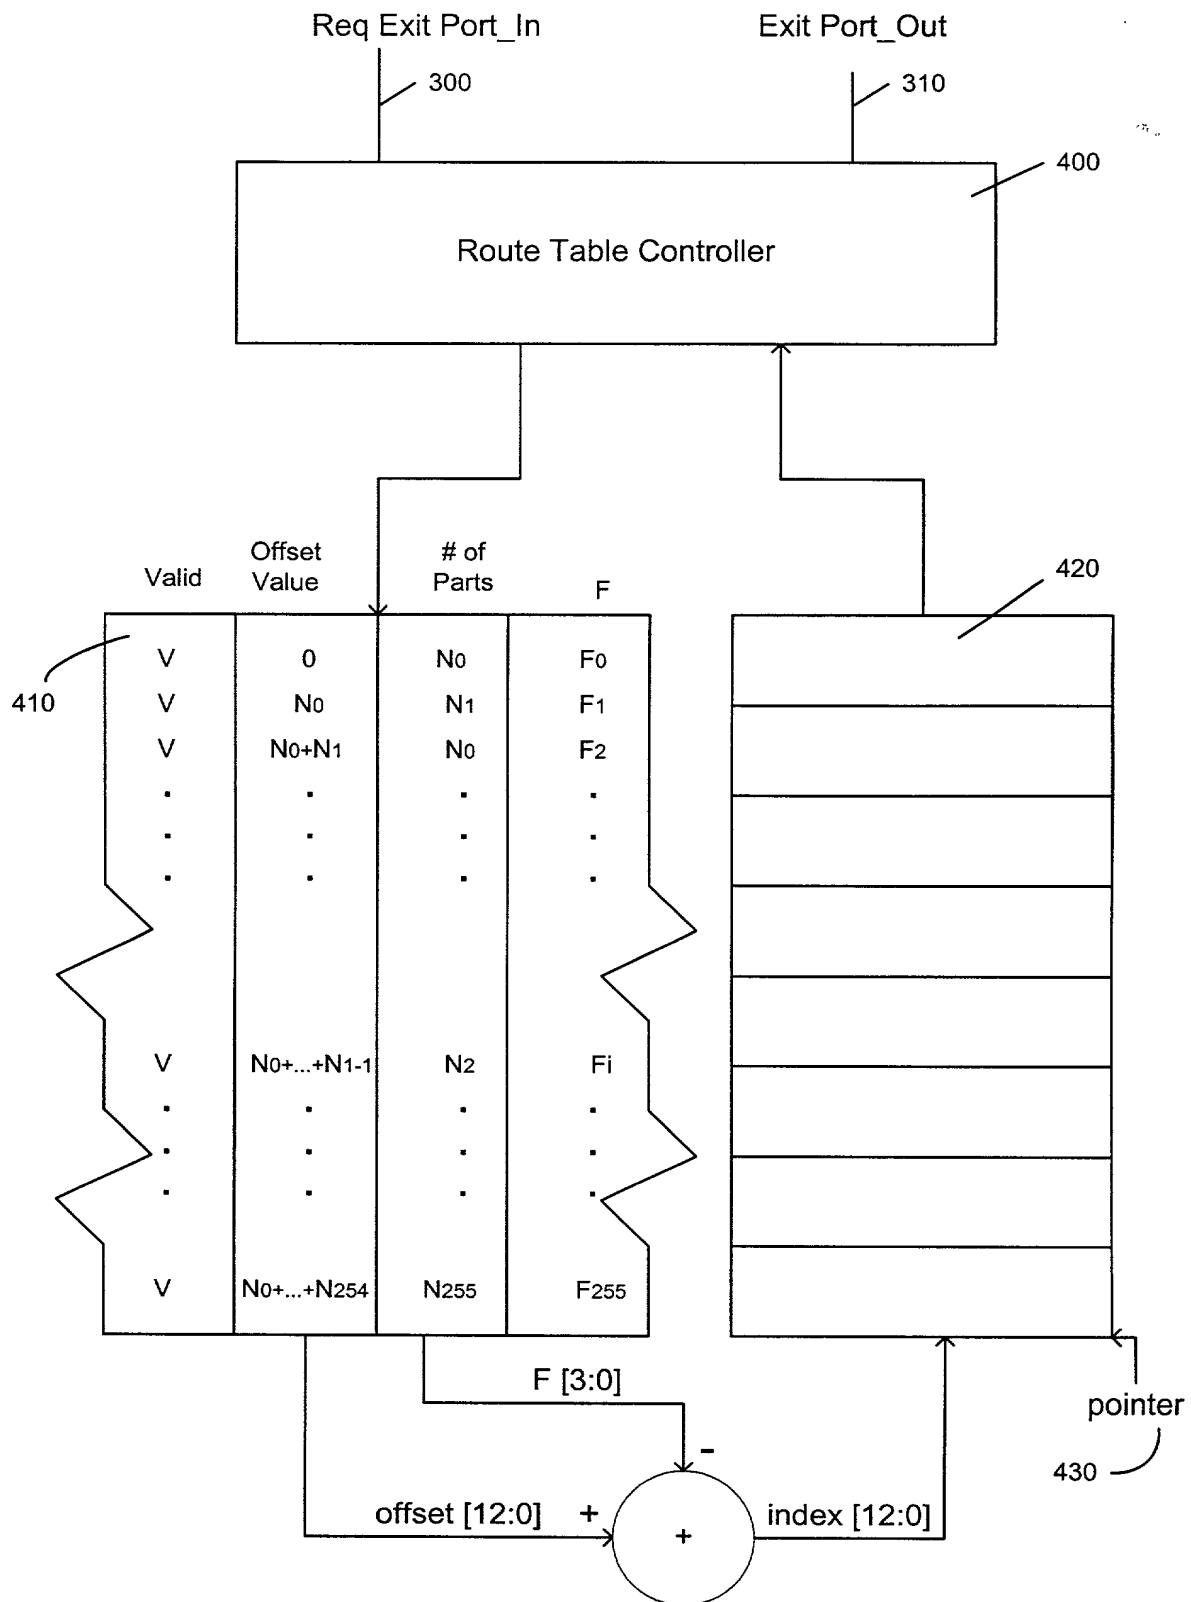 Req Exit Port_In
Exit Port_Out
300
310
400
Route Table Controller
Valid
Offset
Value
# of
Parts
F
420
410
V 0 N0 F0
V N0 N1 F1
V N0+N1 N0 F2
V N0+...+N1-1 N2 Fi
V N0+...+N254 N255 F255
F [3:0]
pointer
430
-
offset [12:0] + + index [12:0]